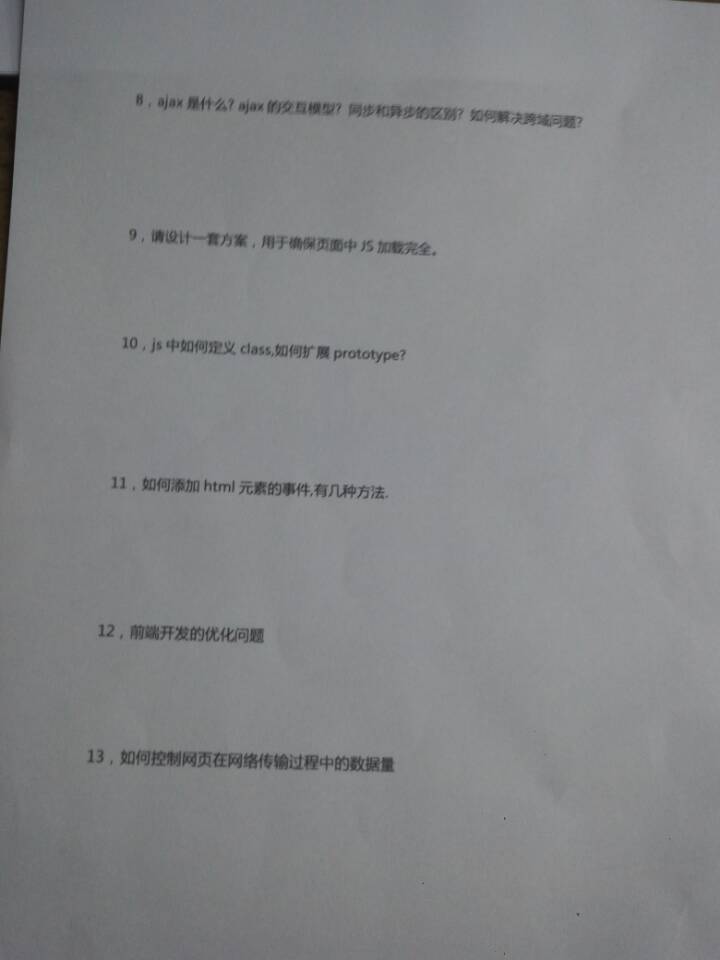 8，ajax 是什么? ajax 的交互模型? 同步和异步的区别? 如何解决跨域问题?
9，请设计一套方案，用于确保页面中 JS 加载完全。
10，js 中如何定义 class,如何扩展 prototype?
11，如何添加 html 元素的事件,有几种方法.
12，前端开发的优化问题
13，如何控制网页在网络传输过程中的数据量